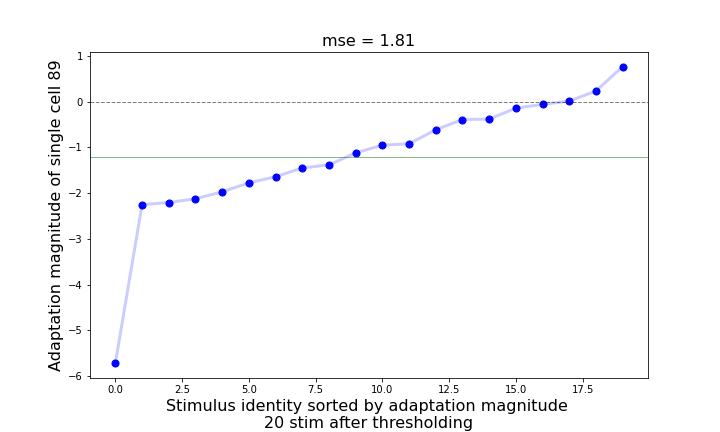 mse = 1.81
Adaptation magnitude of single cell 89
1
0
−1
−2
−3
−4
−5
−6
0.0 2.5 5.0 7.5 10.0 12.5 15.0 17.5
Stimulus identity sorted by adaptation magnitude
20 stim after thresholding